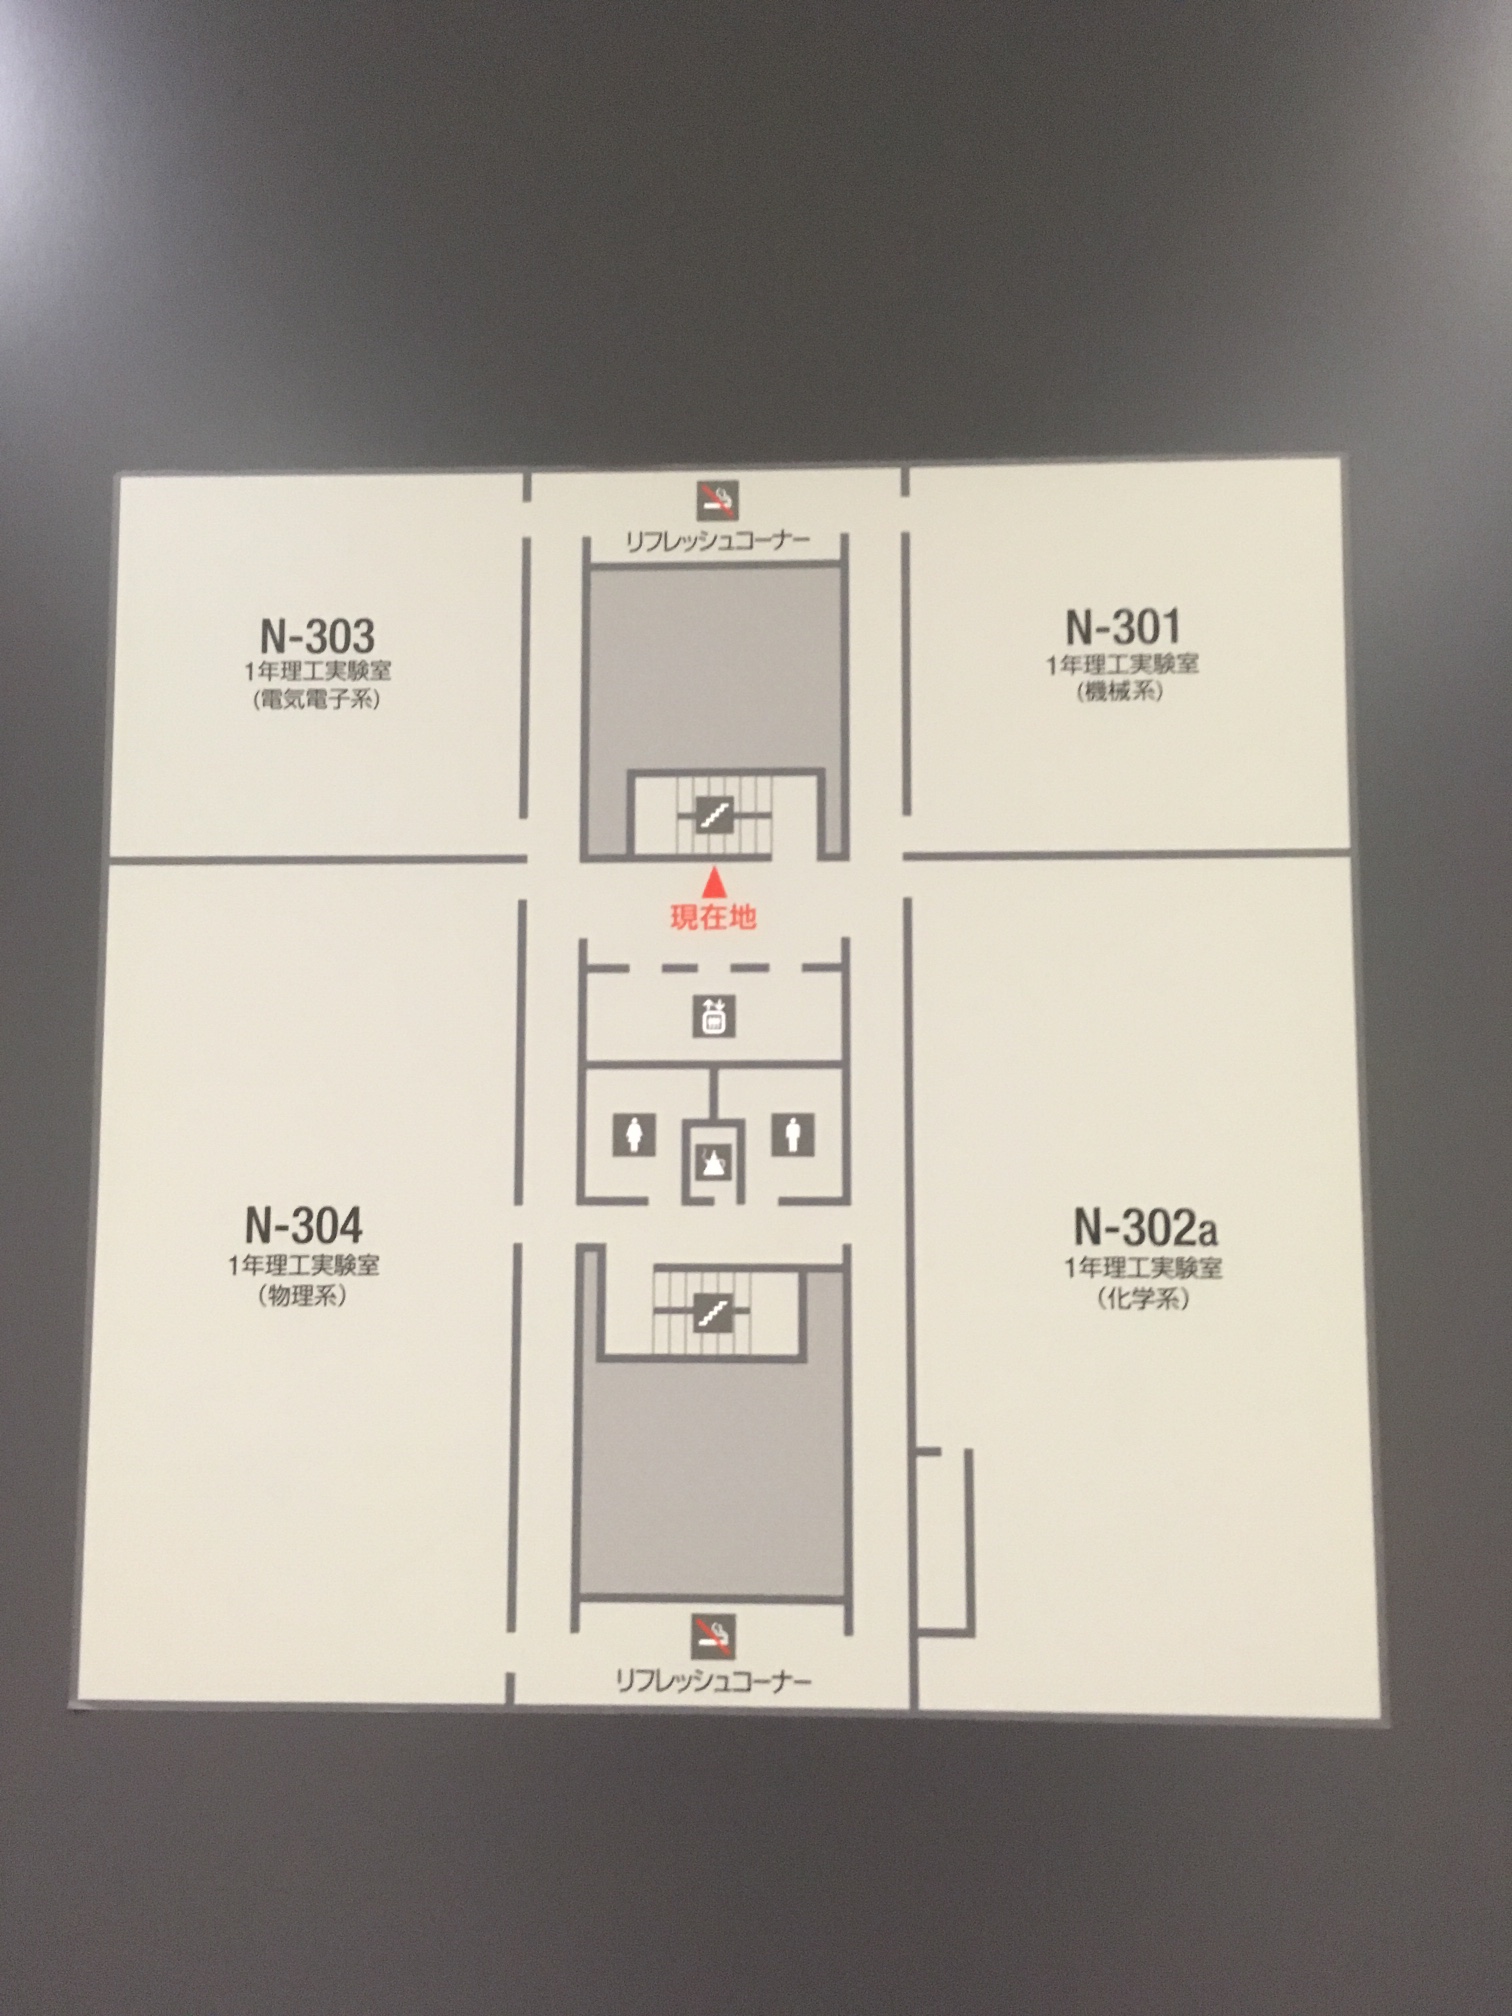 リフレッシュコーナー
N-303
1年理工実験室
(電気電子系)
N-301
1年理工実験室
(機械系)
現在地
N-304
1年理工実験室
(物理系)
N-302a
1年理工実験室
(化学系)
リフレッシュコーナー